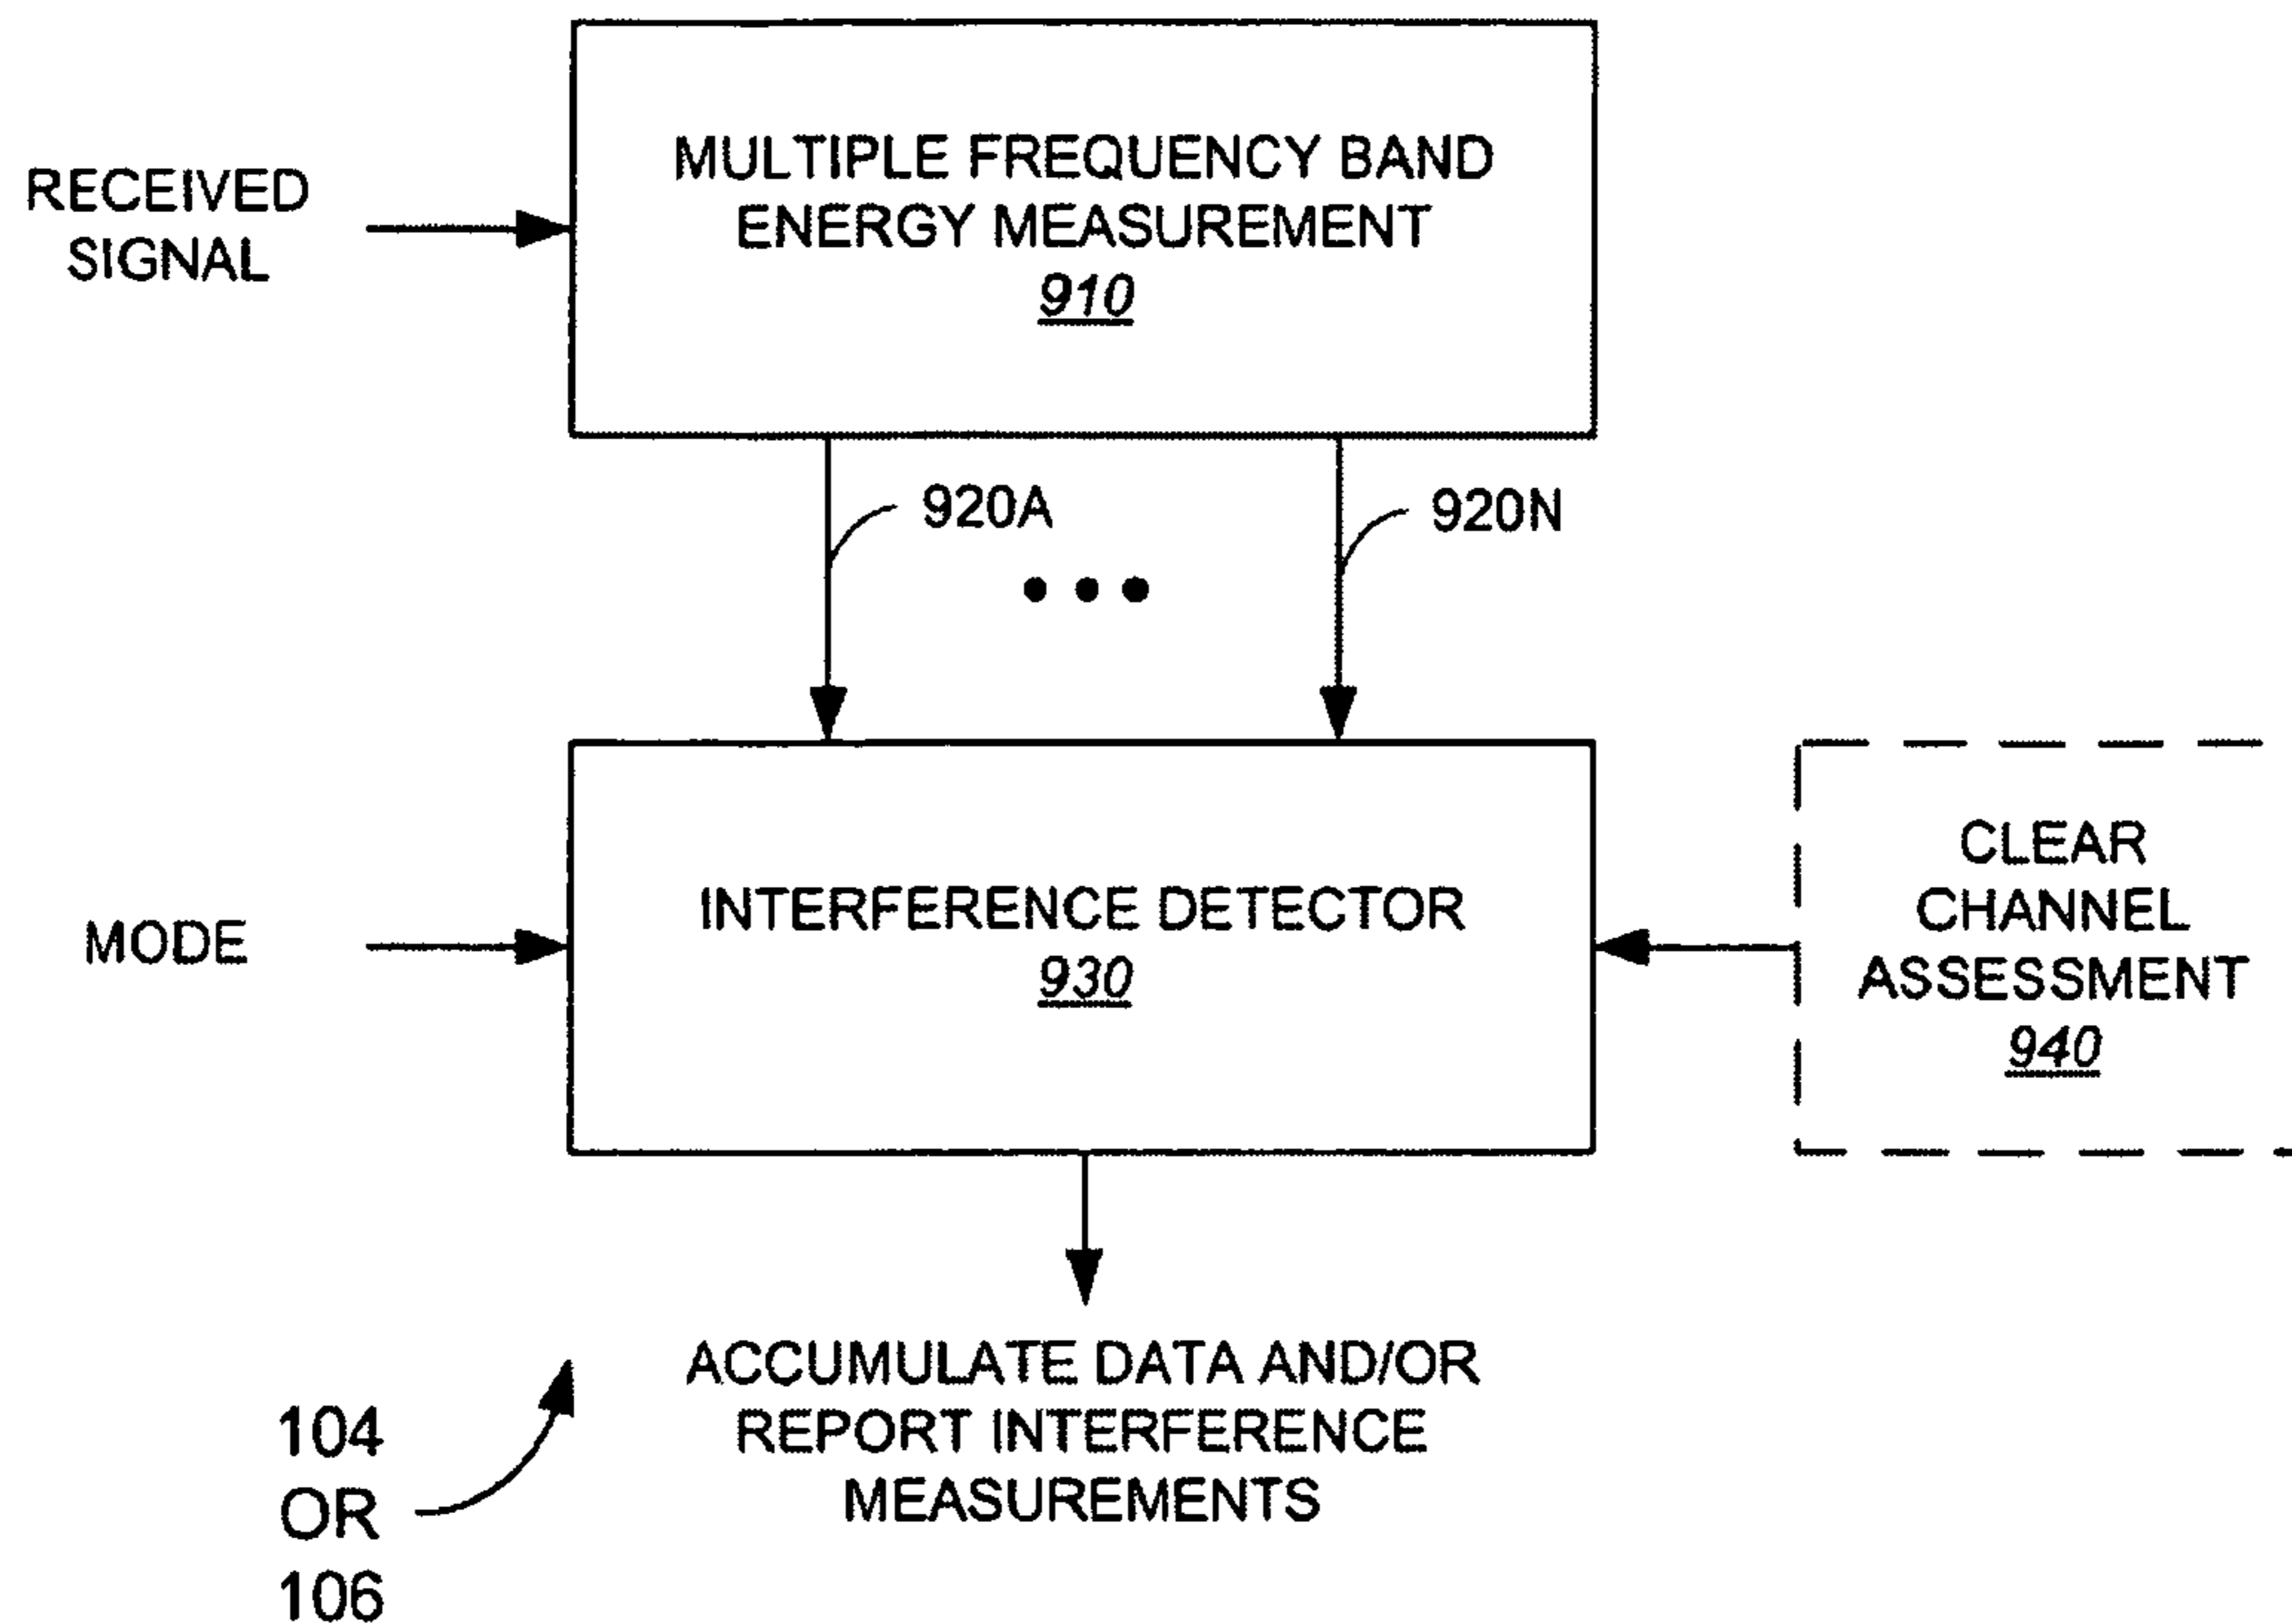 MULTIPLE FREQUENCY BAND
ENERGY MEASUREMENT
910
RECEIVED
SIGNAL
920A
920N
INTERFERENCE DETECTOR
930
MODE
CLEAR
CHANNEL
ASSESSMENT
940
ACCUMULATE DATA AND/OR
REPORT INTERFERENCE
MEASUREMENTS
104
OR
106